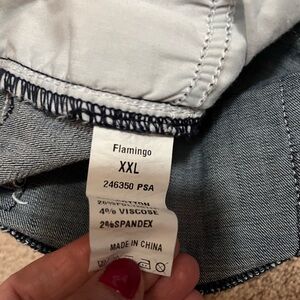 Flamingo
XXL
246350 PSA
COTTON
4% VISCOSE
2%SPANDEX
MADE IN CHINA